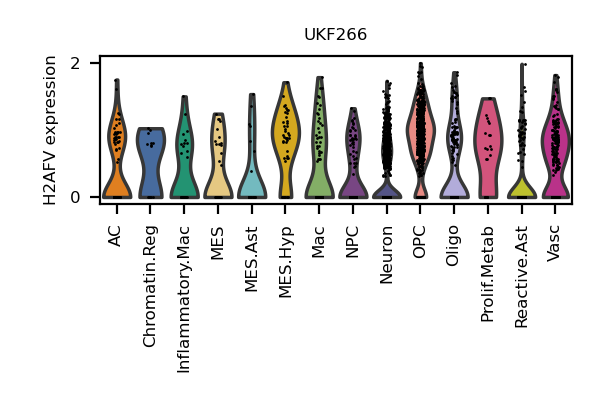 UKF266
H2AFV expression
2
0
AC
Chromatin.Reg
Inflammatory.Mac
MES
MES.Ast
MES.Hyp
Mac
NPC
Neuron
OPC
Oligo
Prolif.Metab
Reactive.Ast
Vasc